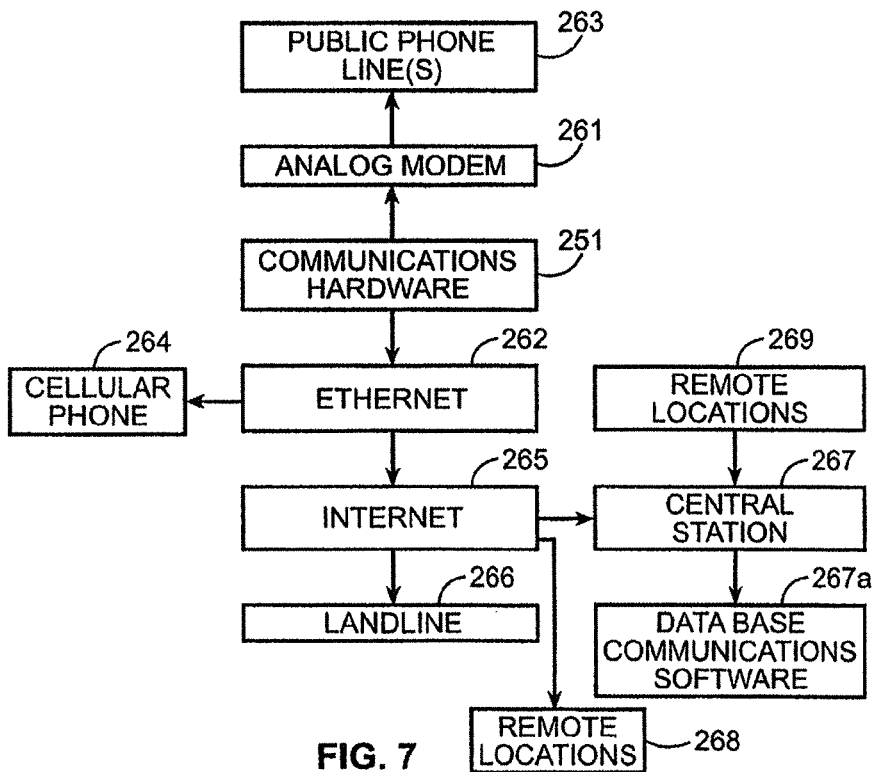 263
PUBLIC PHONE
LINE(S)
261
ANALOG MODEM
251
COMMUNICATIONS
HARDWARE
264
CELLULAR
PHONE
262
ETHERNET
269
REMOTE
LOCATIONS
265
INTERNET
267
CENTRAL
STATION
266
LANDLINE
267a
DATA BASE
COMMUNICATIONS
SOFTWARE
REMOTE
LOCATIONS
268
FIG. 7